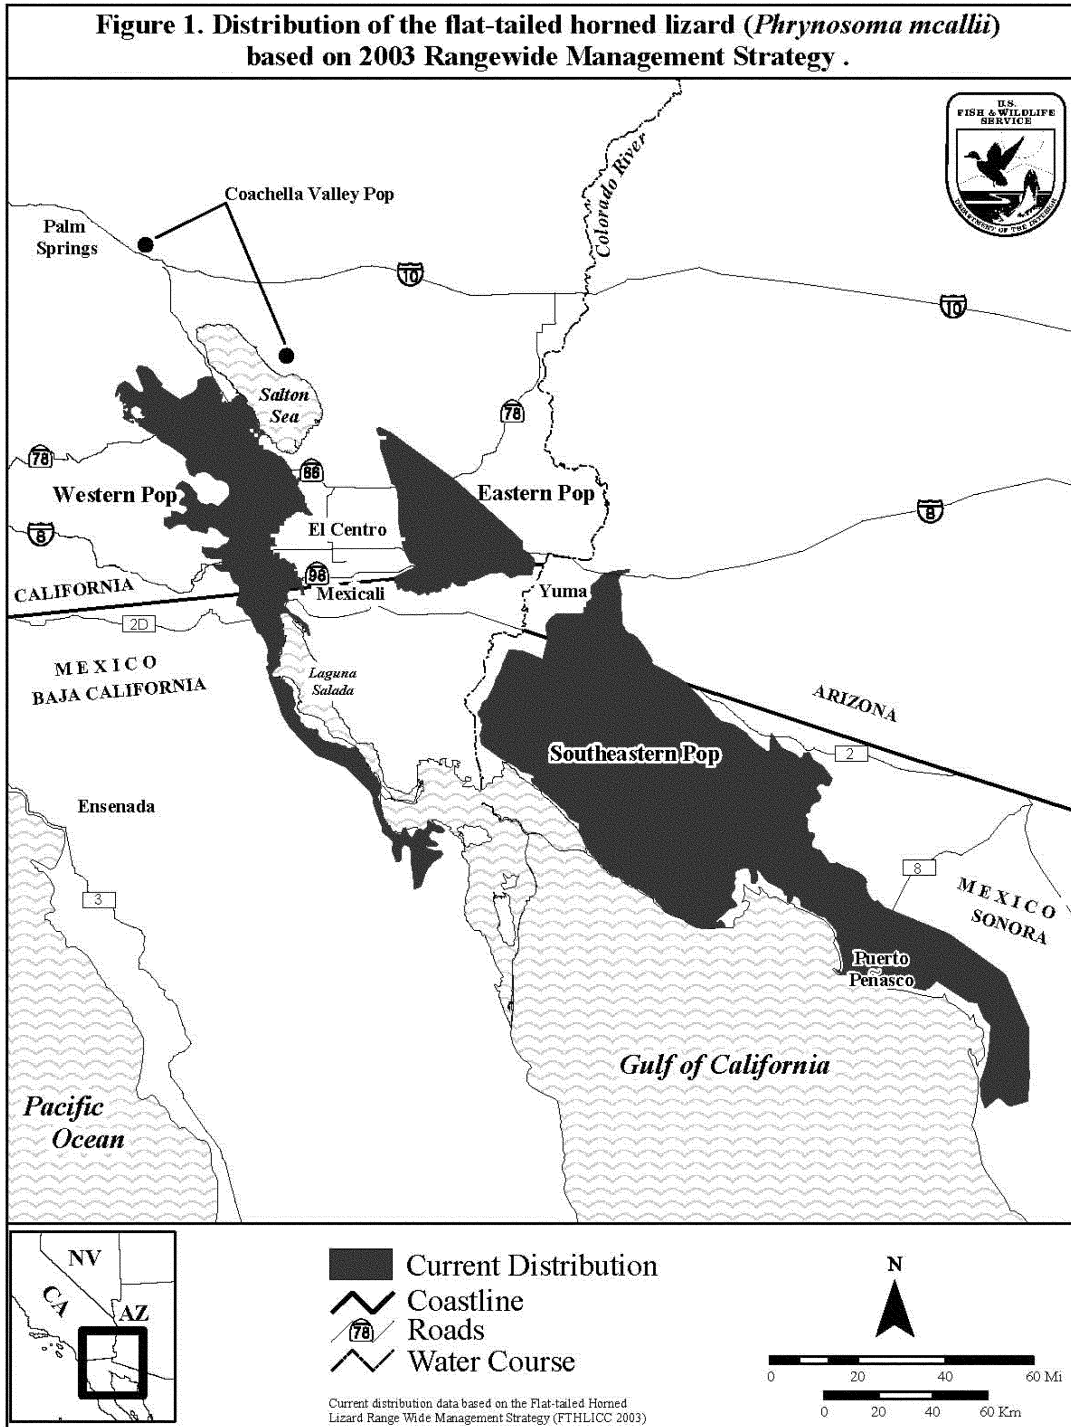 Figure 1. Distribution of the flat-tailed horned lizard (Phrynosoma mcallii)
based on 2003 Rangewide Management Strategy .
U.S.
FISH & WILDLIFE
SERVICE
DEPARTMENT OF THE INTERIOR
Colorado River
Coachella Valley Pop
Palm
Springs
10
10
Salton
Sea
78
78
86
Western Pop
Eastern Pop
8
8
El Centro
98
CALIFORNIA
Mexicali
Yuma
2D
MEXICO
BAJA CALIFORNIA
Laguna
Salada
ARIZONA
Southeastern Pop
2
Ensenada
8
3
MEXICO
SONORA
Puerto
Peñasco
Gulf of California
Pacific
Ocean
NV
CA
AZ
Current Distribution
Coastline
78
Roads
Water Course
Current distribution data based on the Flat-tailed Horned
Lizard Range Wide Management Strategy (FTHLICC 2003)
N
0 20 40 60 Mi
0 20 40 60 Km